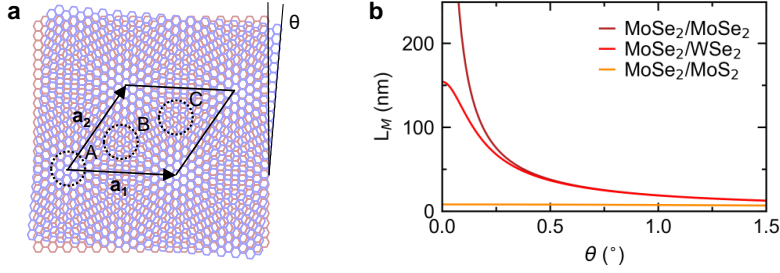 a
θ
C
B
a₂
A
a₁
b
L_M (nm)
200
100
0
0.0
0.5
1.0
1.5
θ (°)
MoSe₂/MoSe₂
MoSe₂/WSe₂
MoSe₂/MoS₂